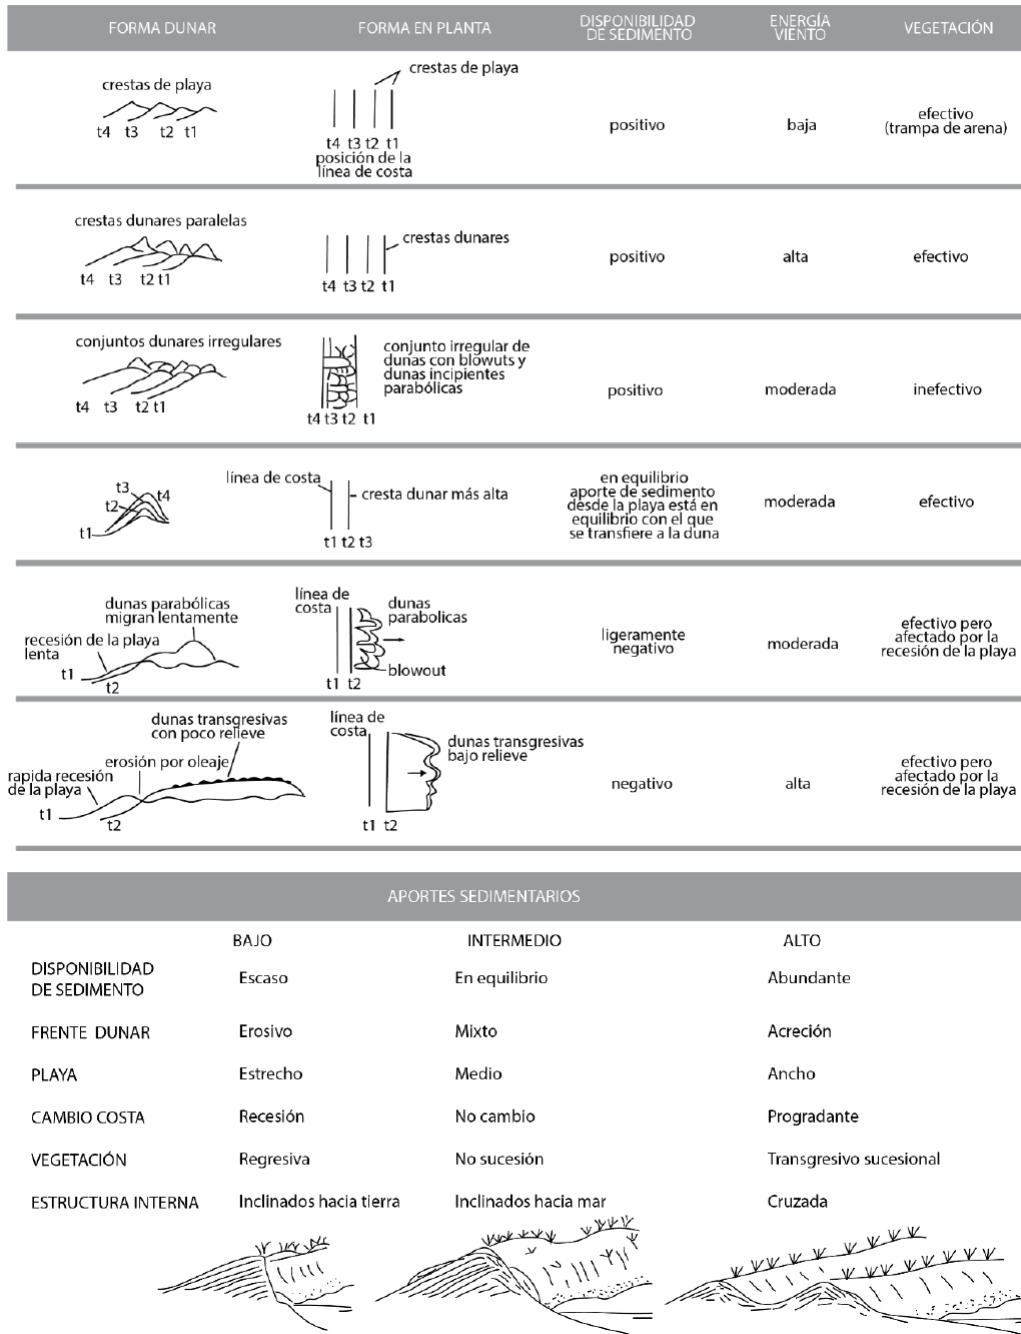 FORMA DUNAR
FORMA EN PLANTA
DISPONIBILIDAD
DE SEDIMENTO
ENERGÍA
VIENTO
VEGETACIÓN
crestas de playa
t4 t3 t2 t1
crestas de playa
t4 t3 t2 t1
posición de la
línea de costa
positivo
baja
efectivo
(trampa de arena)
crestas dunares paralelas
t4 t3 t2 t1
crestas dunares
t4 t3 t2 t1
positivo
alta
efectivo
conjuntos dunares irregulares
t4 t3 t2 t1
conjunto irregular de
dunas con blowuts y
dunas incipientes
parabólicas
t4 t3 t2 t1
positivo
moderada
inefectivo
t3
t4
t2
t1
línea de costa
cresta dunar más alta
t1 t2 t3
en equilibrio
aporte de sedimento
desde la playa está en
equilibrio con el que
se transfiere a la duna
moderada
efectivo
dunas parabólicas
migran lentamente
recesión de la playa
lenta
t1
t2
línea de
costa
dunas
parabolicas
blowout
t1 t2
ligeramente
negativo
moderada
efectivo pero
afectado por la
recesión de la playa
dunas transgresivas
con poco relieve
erosión por oleaje
rapida recesión
de la playa
t1
t2
línea de
costa
dunas transgresivas
bajo relieve
t1 t2
negativo
alta
efectivo pero
afectado por la
recesión de la playa
APORTES SEDIMENTARIOS
BAJO INTERMEDIO ALTO
DISPONIBILIDAD
DE SEDIMENTO
Escaso En equilibrio Abundante
FRENTE DUNAR Erosivo Mixto Acreción
PLAYA Estrecho Medio Ancho
CAMBIO COSTA Recesión No cambio Progradante
VEGETACIÓN Regresiva No sucesión Transgresivo sucesional
ESTRUCTURA INTERNA Inclinados hacia tierra Inclinados hacia mar Cruzada